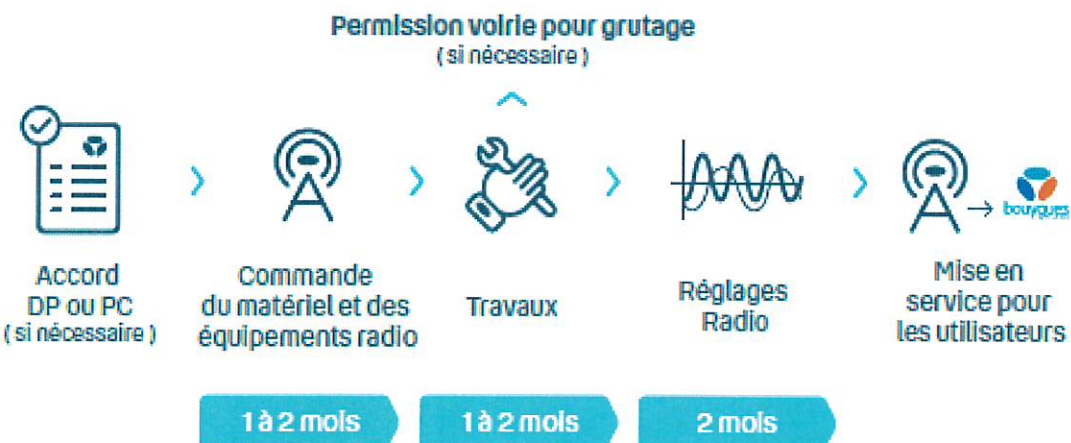 Permission voirie pour grutage
( si nécessaire )
Accord
DP ou PC
( si nécessaire )
Commande
du matériel et des
équipements radio
Travaux
Réglages
Radio
bouygues
Mise en
service pour
les utilisateurs
1 à 2 mois
1 à 2 mois
2 mois